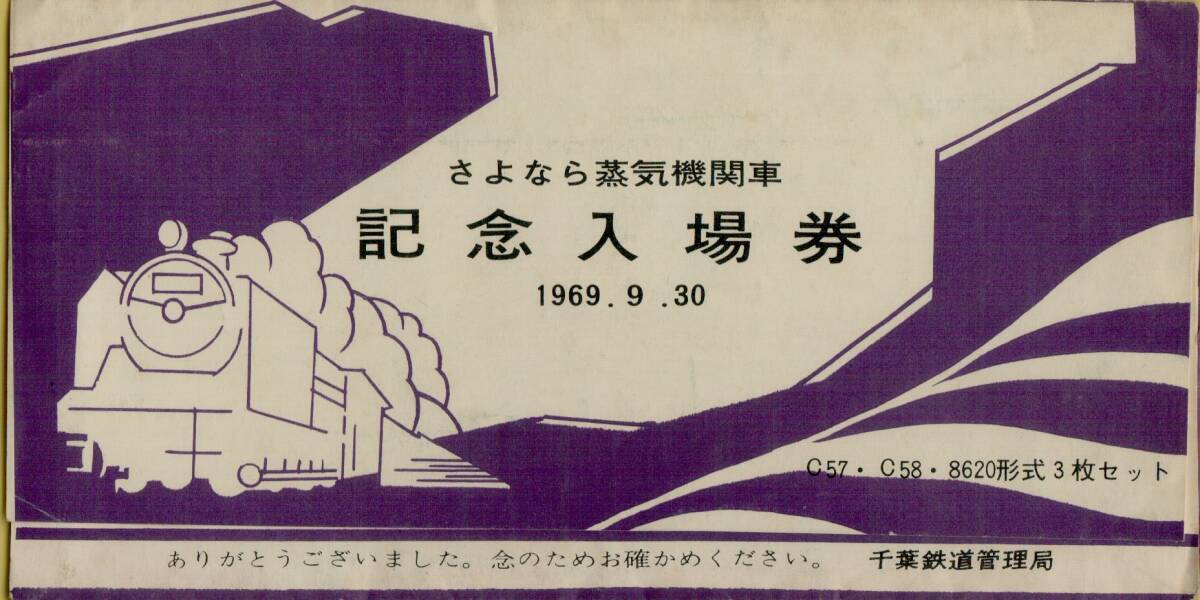 さよなら蒸気機関車
記念入場券
1969.9.30
C57・C58・8620形式3枚セット
ありがとうございました。念のためお確かめください。 千葉鉄道管理局